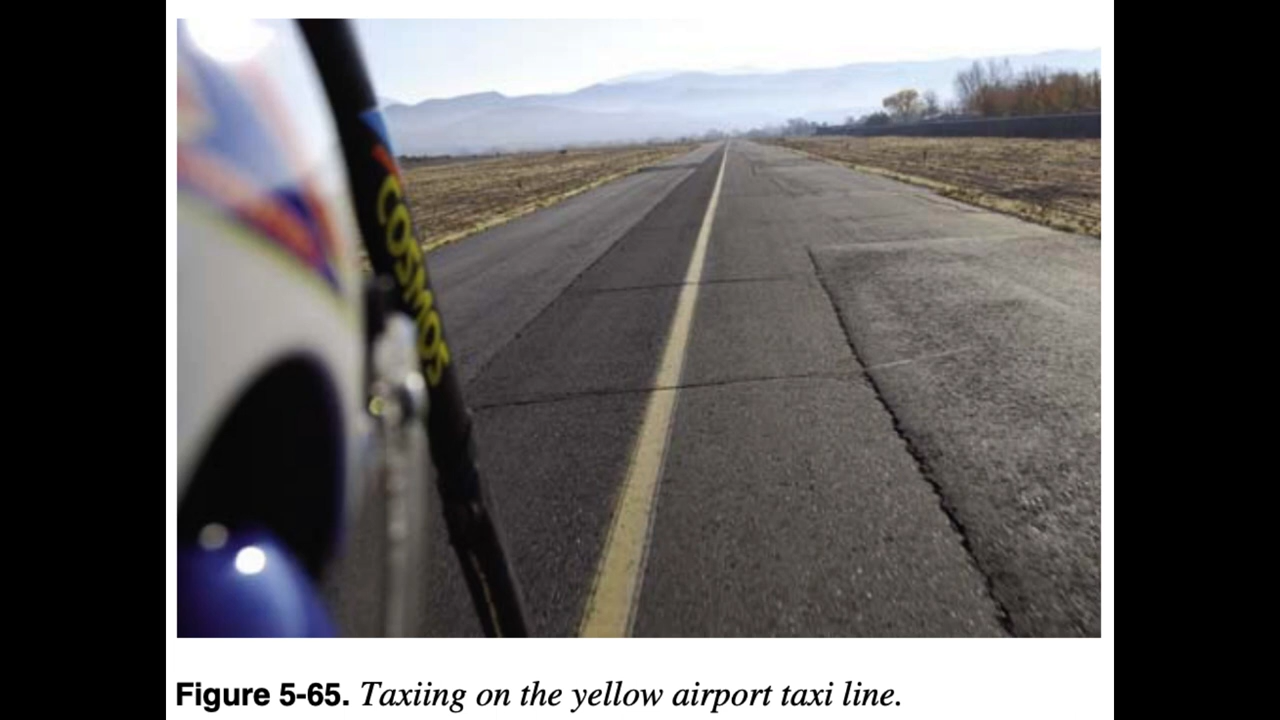 COSMOS
Figure 5-65. Taxiing on the yellow airport taxi line.